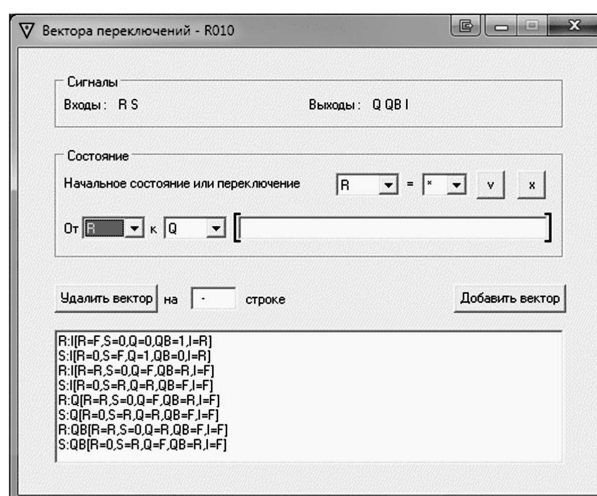 Вектора переключений - R010
Сигналы
Входы : R S Выходы : Q QB I
Состояние
Начальное состояние или переключение R = * v x
От R к Q [ ]
Удалить вектор на - строке Добавить вектор
R:I[R=F,S=0,Q=0,QB=1,I=R]
S:I[R=0,S=F,Q=1,QB=0,I=R]
R:I[R=R,S=0,Q=F,QB=R,I=F]
S:I[R=0,S=R,Q=R,QB=F,I=F]
R:Q[R=R,S=0,Q=F,QB=R,I=F]
S:Q[R=0,S=R,Q=R,QB=F,I=F]
R:QB[R=R,S=0,Q=R,QB=F,I=F]
S:QB[R=0,S=R,Q=F,QB=R,I=F]